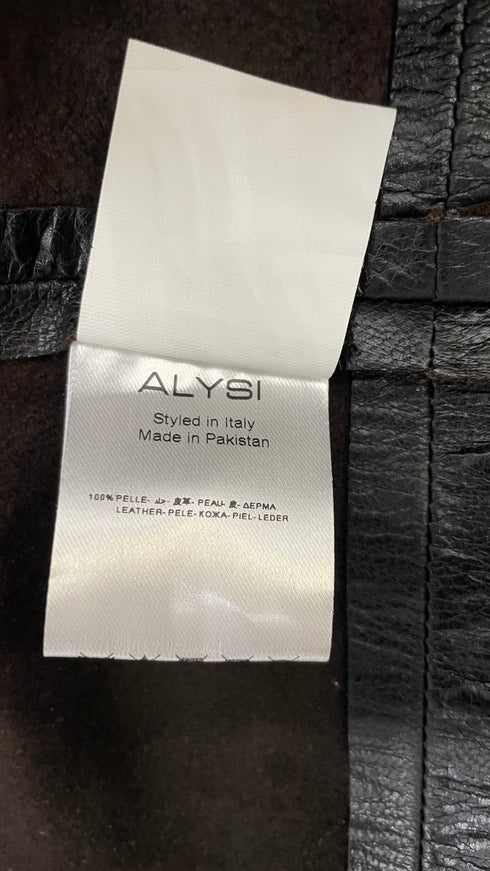 ALYSI
Styled in Italy
Made in Pakistan
100% PELLE- جلد- 皮革- PEAU- 皮- ΔΕΡΜΑ
LEATHER- PELE- КОЖА- PIEL- LEDER